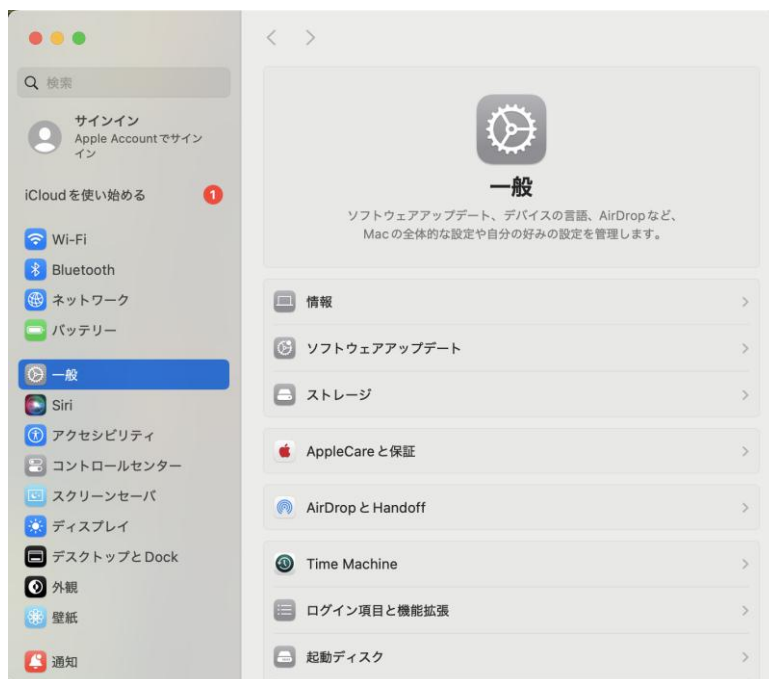 検索
サインイン
Apple Accountでサイン
イン
iCloudを使い始める
1
Wi-Fi
Bluetooth
ネットワーク
バッテリー
一般
Siri
アクセシビリティ
コントロールセンター
スクリーンセーバ
ディスプレイ
デスクトップとDock
外観
壁紙
通知
一般
ソフトウェアアップデート、デバイスの言語、AirDropなど、
Macの全体的な設定や自分の好みの設定を管理します。
情報
ソフトウェアアップデート
ストレージ
AppleCareと保証
AirDropとHandoff
Time Machine
ログイン項目と機能拡張
起動ディスク